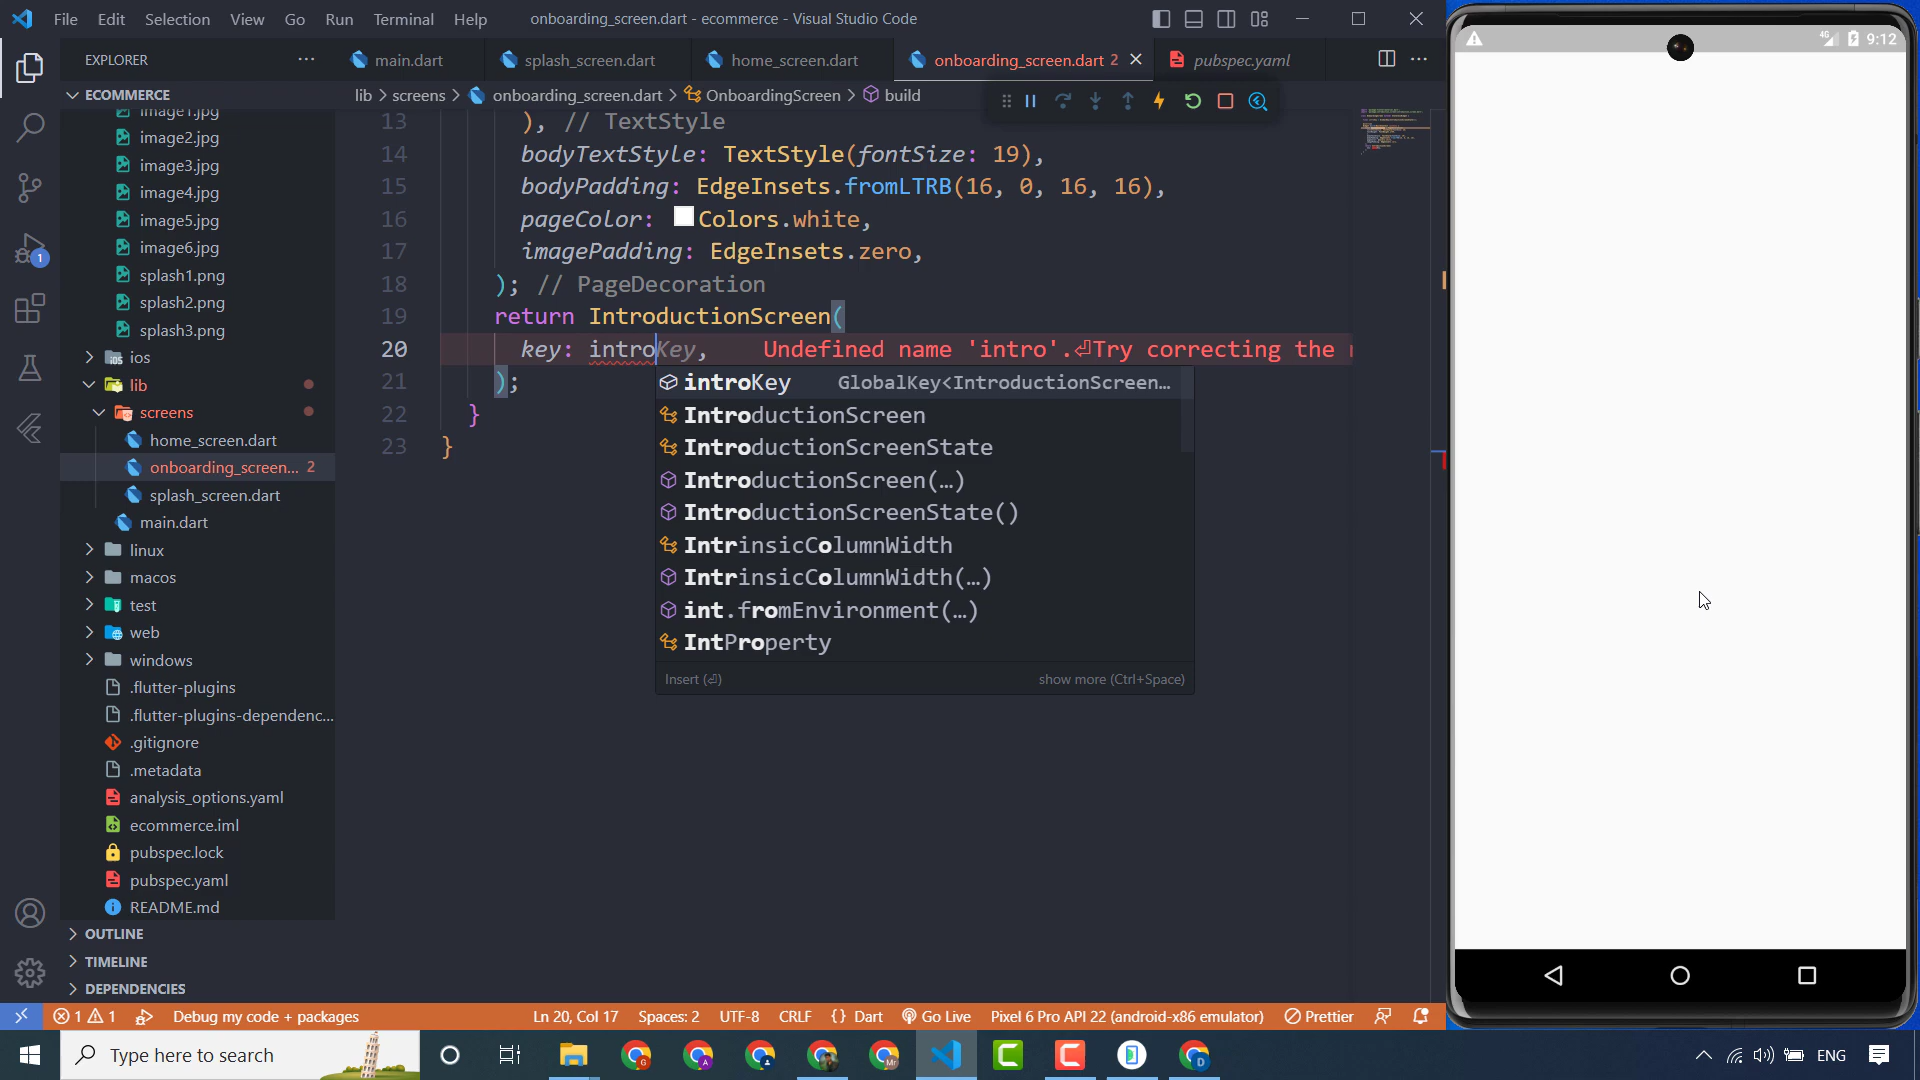 File Edit Selection View Go Run Terminal Help
onboarding_screen.dart - ecommerce - Visual Studio Code
EXPLORER
main.dart
splash_screen.dart
home_screen.dart
onboarding_screen.dart 2
pubspec.yaml
ECOMMERCE
lib > screens > onboarding_screen.dart > OnboardingScreen > build
image1.jpg
image2.jpg
image3.jpg
image4.jpg
image5.jpg
image6.jpg
splash1.png
splash2.png
splash3.png
ios
lib
screens
home_screen.dart
onboarding_screen... 2
splash_screen.dart
main.dart
linux
macos
test
web
windows
.flutter-plugins
.flutter-plugins-dependenc...
.gitignore
.metadata
analysis_options.yaml
ecommerce.iml
pubspec.lock
pubspec.yaml
README.md
OUTLINE
TIMELINE
DEPENDENCIES
1
13 ), // TextStyle
14 bodyTextStyle: TextStyle(fontSize: 19),
15 bodyPadding: EdgeInsets.fromLTRB(16, 0, 16, 16),
16 pageColor: Colors.white,
17 imagePadding: EdgeInsets.zero,
18 ); // PageDecoration
19 return IntroductionScreen(
20 key: introKey, Undefined name 'intro'.⏎Try correcting the
21 );
22 }
23 }
introKey GlobalKey<IntroductionScreen...
IntroductionScreen
IntroductionScreenState
IntroductionScreen(…)
IntroductionScreenState()
IntrinsicColumnWidth
IntrinsicColumnWidth(…)
int.fromEnvironment(…)
IntProperty
Insert (⏎) show more (Ctrl+Space)
4G 9:12
1 1 Debug my code + packages Ln 20, Col 17 Spaces: 2 UTF-8 CRLF {} Dart Go Live Pixel 6 Pro API 22 (android-x86 emulator) Prettier
Type here to search
ENG